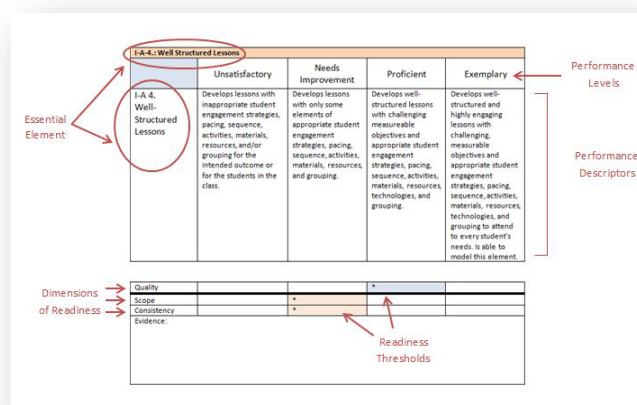 I-A-4.: Well Structured Lessons
Unsatisfactory
Needs
Improvement
Proficient
Exemplary
Performance
Levels
I-A 4.
Well-
Structured
Lessons
Develops lessons with
inappropriate student
engagement strategies,
pacing, sequence,
activities, materials,
resources, and/or
grouping for the
intended outcome or
for the students in the
class.
Develops lessons
with only some
elements of
appropriate student
engagement
strategies, pacing,
sequence, activities,
materials, resources,
and grouping.
Develops well-
structured lessons
with challenging
measureable
objectives and
appropriate student
engagement
strategies, pacing,
sequence, activities,
materials, resources,
technologies, and
grouping.
Develops well-
structured and
highly engaging
lessons with
challenging,
measurable
objectives and
appropriate student
engagement
strategies, pacing,
sequence, activities,
materials, resources,
technologies, and
grouping to attend
to every student's
needs. Is able to
model this element.
Essential
Element
Performance
Descriptors
Dimensions
of Readiness
Quality
*
Scope
*
Consistency
*
Evidence:
Readiness
Thresholds